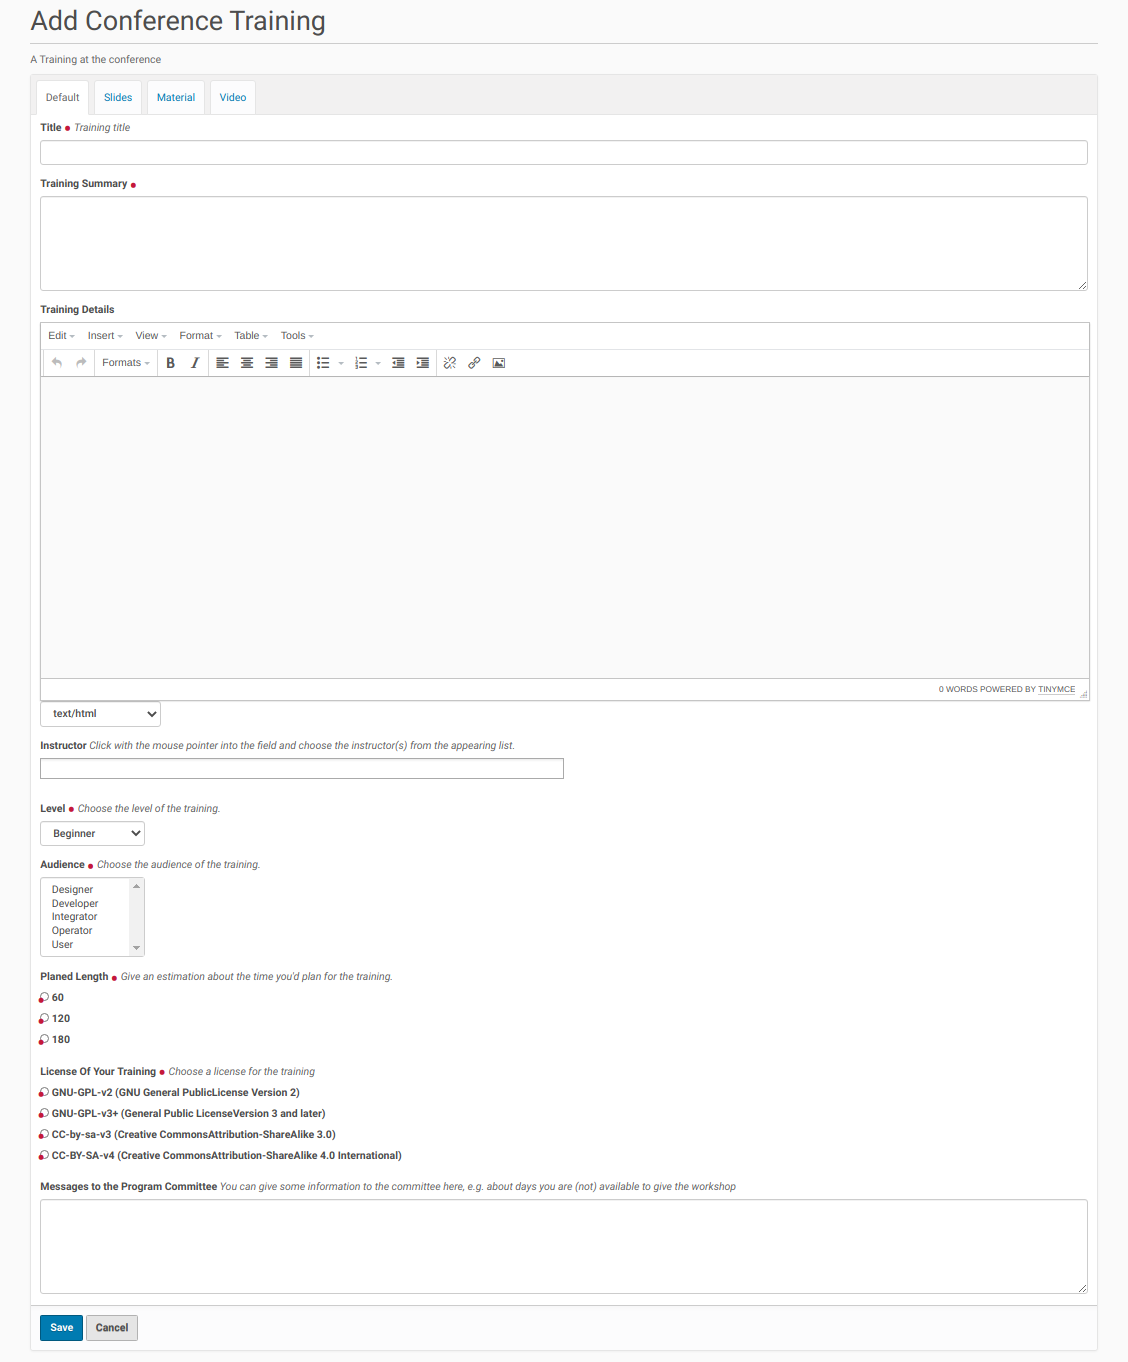 Add Conference Training
A Training at the conference
Default Slides Material Video
Title Training title
Training Summary
Training Details
Edit Insert View Format Table Tools
Formats B I
0 WORDS POWERED BY TINYMCE
text/html
Instructor Click with the mouse pointer into the field and choose the instructor(s) from the appearing list.
Level Choose the level of the training.
Beginner
Audience Choose the audience of the training.
Designer
Developer
Integrator
Operator
User
Planed Length Give an estimation about the time you'd plan for the training.
60
120
180
License Of Your Training Choose a license for the training
GNU-GPL-v2 (GNU General PublicLicense Version 2)
GNU-GPL-v3+ (General Public LicenseVersion 3 and later)
CC-by-sa-v3 (Creative CommonsAttribution-ShareAlike 3.0)
CC-BY-SA-v4 (Creative CommonsAttribution-ShareAlike 4.0 International)
Messages to the Program Committee You can give some information to the committee here, e.g. about days you are (not) available to give the workshop
Save Cancel